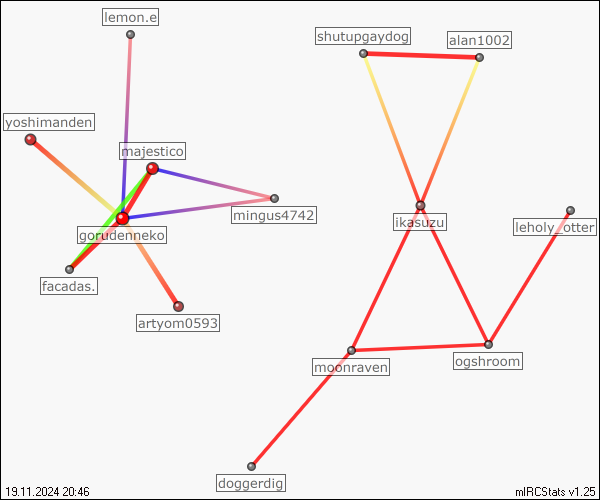 lemon.e
shutupgaydog
alan1002
yoshimanden
majestico
mingus4742
ikasuzu
leholy_otter
gorudenneko
facadas.
artyom0593
moonraven
ogshroom
doggerdig
19.11.2024 20:46
mIRCStats v1.25